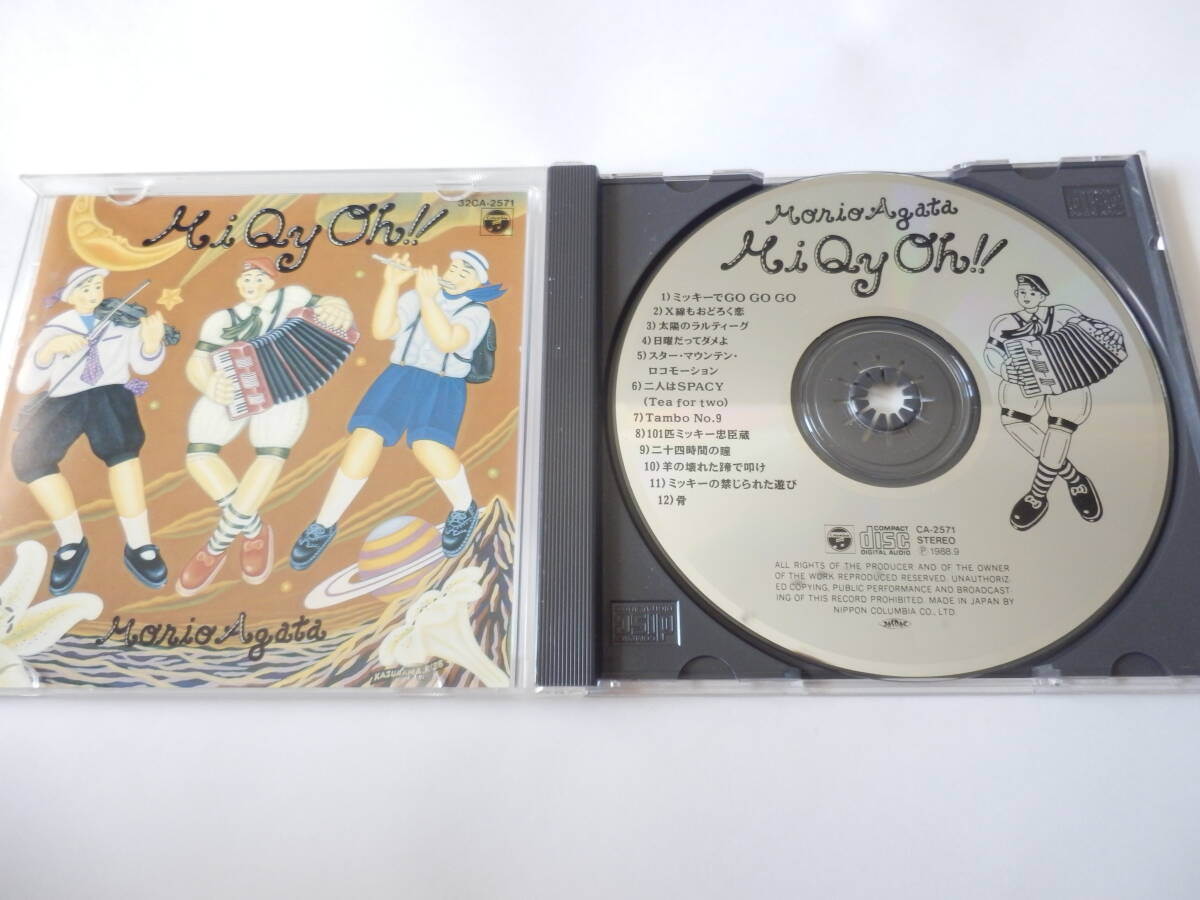 32CA-2571
Mi Qy Oh!!
Morio Agata
Morio Agata
Mi Qy Oh!!
1)ミッキーでGO GO GO
2)X線もおどろく恋
3)太陽のラルティーグ
4)日曜だってダメよ
5)スター・マウンテン・
ロコモーション
6)二人はSPACY
(Tea for two)
7)Tambo No.9
8)101匹ミッキー忠臣蔵
9)二十四時間の瞳
10)羊の壊れた蹄で叩け
11)ミッキーの禁じられた遊び
12)骨
COMPACT
disc
DIGITAL AUDIO
CA-2571
STEREO
Ⓟ1988.9
ALL RIGHTS OF THE PRODUCER AND OF THE OWNER
OF THE WORK REPRODUCED RESERVED. UNAUTHORIZ-
ED COPYING, PUBLIC PERFORMANCE AND BROADCAST-
ING OF THIS RECORD PROHIBITED. MADE IN JAPAN BY
NIPPON COLUMBIA CO., LTD.